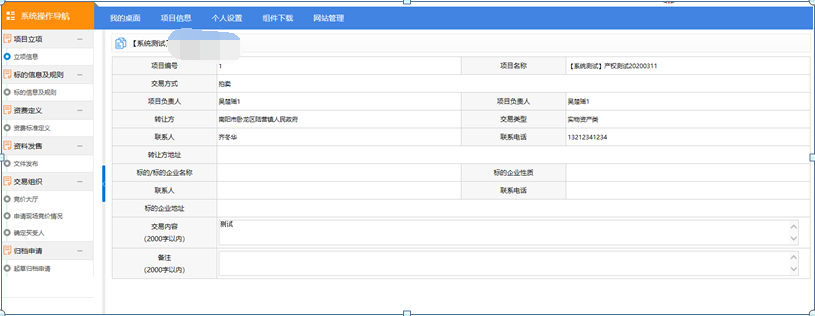 系统操作导航
我的桌面 项目信息 个人设置 组件下载 网站管理
项目立项
立项信息
标的信息及规则
标的信息及规则
资费定义
资费标准定义
资料发售
文件发布
交易组织
竞价大厅
申请现场竞价情况
确定买受人
归档申请
起草归档申请
【系统测试】
项目编号 1 项目名称 【系统测试】产权测试20200311
交易方式 拍卖
项目负责人 吴莹瑶1 项目负责人 吴莹瑶1
转让方 南阳市卧龙区陆营镇人民政府 交易类型 实物资产类
联系人 齐冬华 联系电话 13212341234
转让方地址
标的/标的企业名称 标的企业性质
联系人 联系电话
标的企业地址
交易内容 测试
(2000字以内)
备注
(2000字以内)